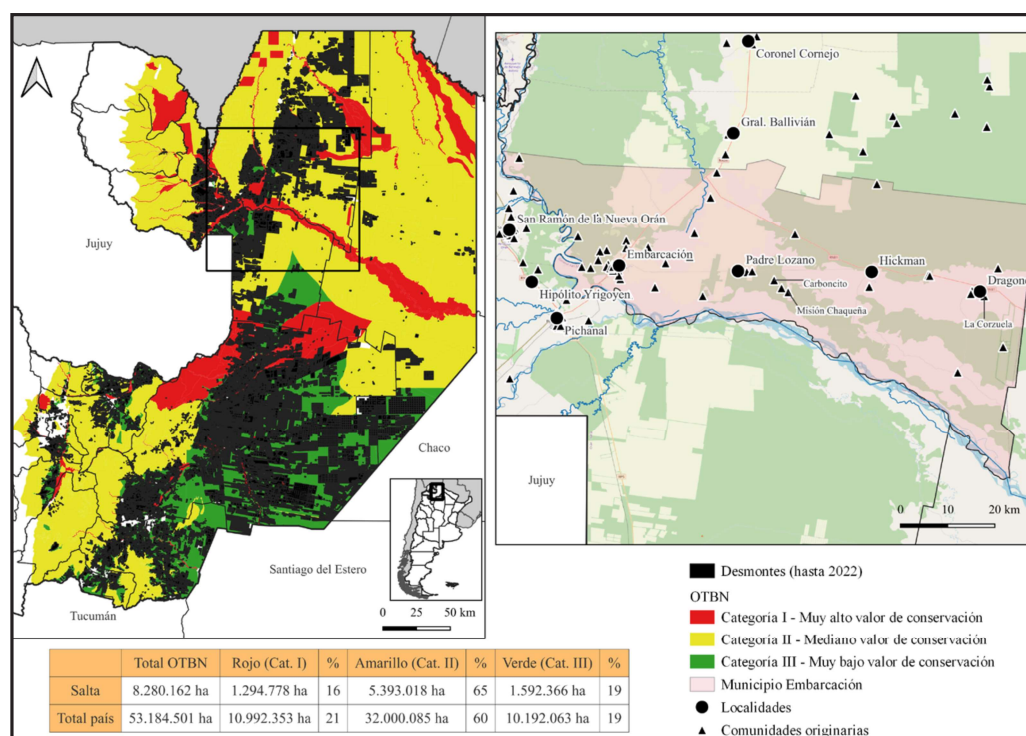 Jujuy
Chaco
Santiago del Estero
Tucumán
0 25 50 km
Coronel Cornejo
Gral. Ballivián
San Ramón de la Nueva Orán
Embarcación
Padre Lozano
Hickman
Dragone
Carboncito
Hipólito Yrigoyen
Misión Chaqueña
La Corzuela
Pichanal
Jujuy
0 10 20 km
Desmontes (hasta 2022)
OTBN
Categoría I - Muy alto valor de conservación
Categoría II - Mediano valor de conservación
Categoría III - Muy bajo valor de conservación
Municipio Embarcación
Localidades
Comunidades originarias
Total OTBN Rojo (Cat. I) % Amarillo (Cat. II) % Verde (Cat. III) %
Salta 8.280.162 ha 1.294.778 ha 16 5.393.018 ha 65 1.592.366 ha 19
Total país 53.184.501 ha 10.992.353 ha 21 32.000.085 ha 60 10.192.063 ha 19